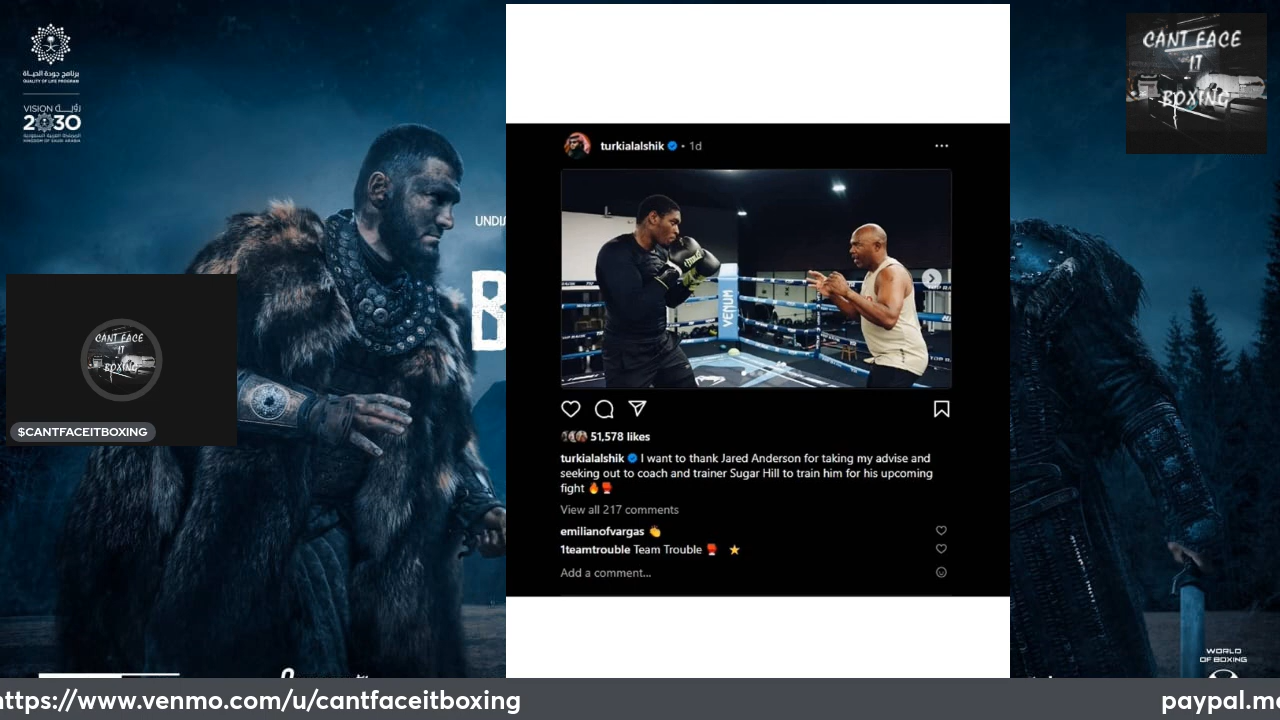 برنامج جودة الحياة
QUALITY OF LIFE PROGRAM
VISION رؤية
2030
المملكة العربية السعودية
KINGDOM OF SAUDI ARABIA
UNDI
B
CANT FACE
IT
BOXING
turkialalshik • 1d
VENUM
51,578 likes
turkialalshik I want to thank Jared Anderson for taking my advise and
seeking out to coach and trainer Sugar Hill to train him for his upcoming
fight 🔥🥊
View all 217 comments
emilianofvargas 👏
1teamtrouble Team Trouble 🥊 ⭐
Add a comment...
CANT FACE
IT
BOXING
$CANTFACEITBOXING
WORLD
OF BOXING
https://www.venmo.com/u/cantfaceitboxing
paypal.me